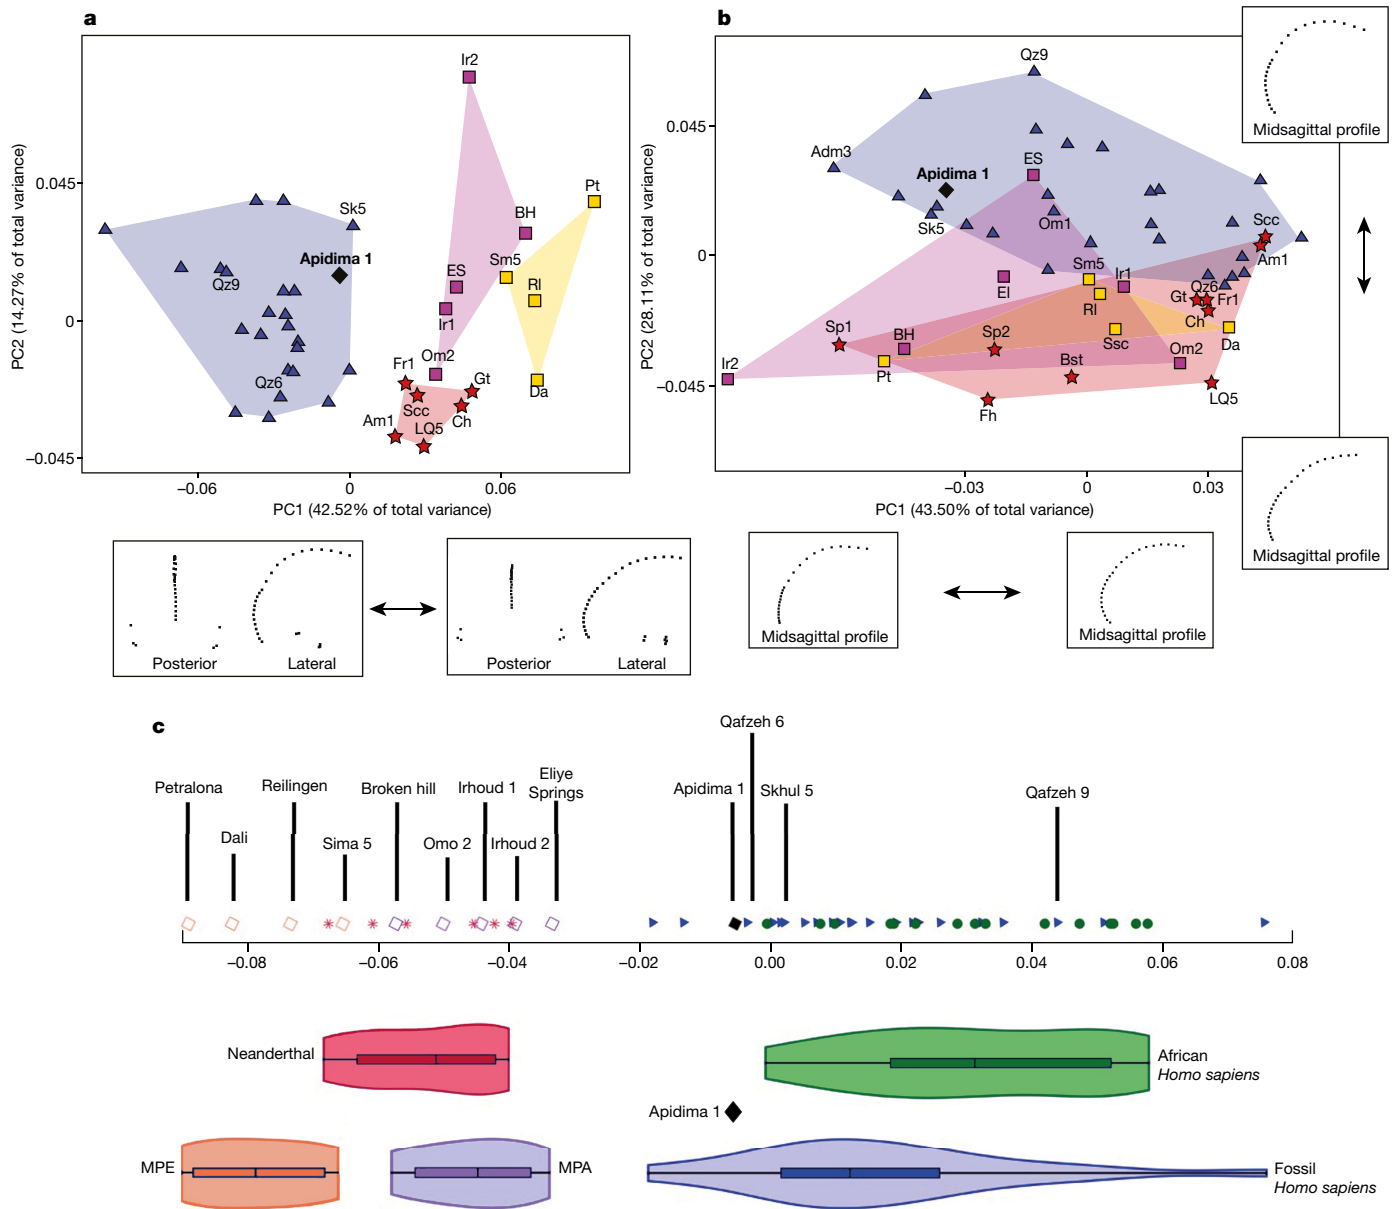 a
PC2 (14.27% of total variance)
0.045
0
−0.045
Ir2
Pt
Sk5
BH
Apidima 1
Sm5
Qz9
ES
Rl
Ir1
Om2
Fr1
Gt
Qz6
Da
Scc
Ch
Am1
LQ5
−0.06
0
0.06
PC1 (42.52% of total variance)
Posterior
Lateral
Posterior
Lateral
b
PC2 (28.11% of total variance)
0.045
0
−0.045
Qz9
Adm3
ES
Apidima 1
Sk5
Om1
Scc
Am1
Sm5
Ir1
El
Rl
Qz6
Gt
Fr1
Ch
Sp1
BH
Sp2
Ssc
Da
Om2
Ir2
Pt
Bst
LQ5
Fh
−0.03
0
0.03
PC1 (43.50% of total variance)
Midsagittal profile
Midsagittal profile
Midsagittal profile
Midsagittal profile
c
Qafzeh 6
Petralona
Reilingen
Broken hill
Irhoud 1
Eliye
Springs
Apidima 1
Skhul 5
Qafzeh 9
Dali
Sima 5
Omo 2
Irhoud 2
−0.08
−0.06
−0.04
−0.02
0.00
0.02
0.04
0.06
0.08
Neanderthal
African
Homo sapiens
Apidima 1
MPE
MPA
Fossil
Homo sapiens